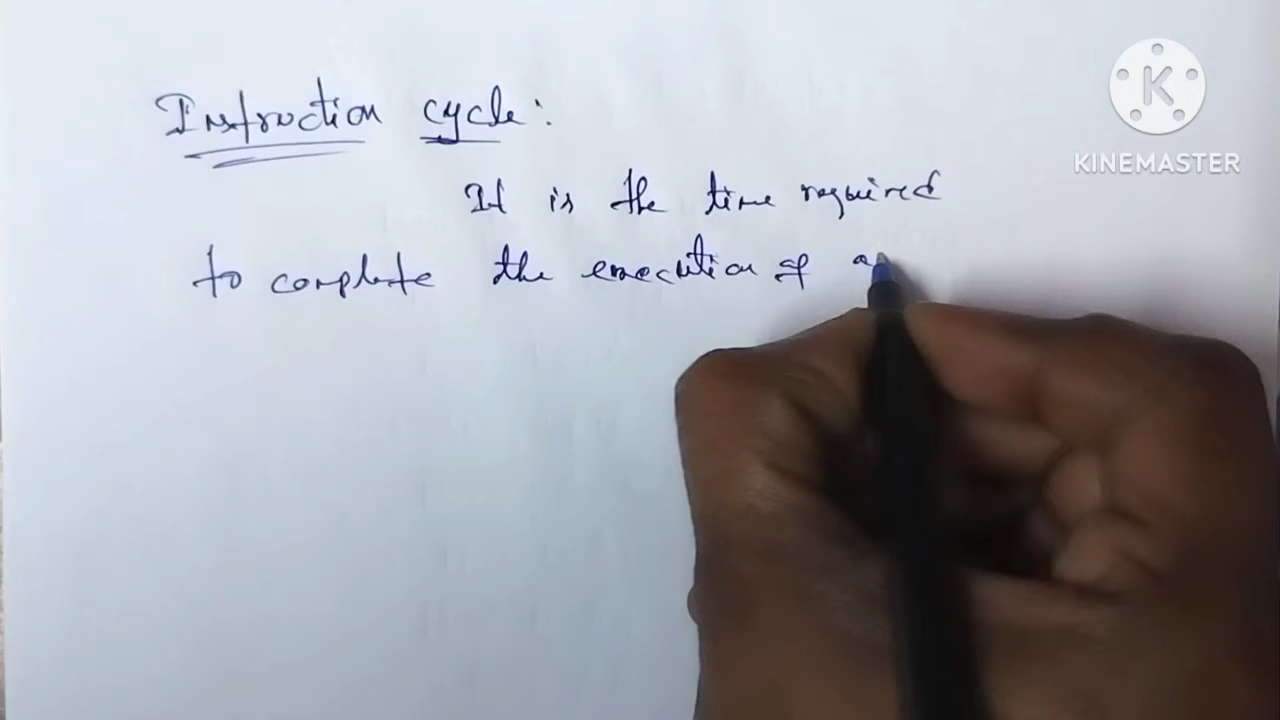 Instruction cycle:
K
KINEMASTER
It is the time required
to complete the execution of a